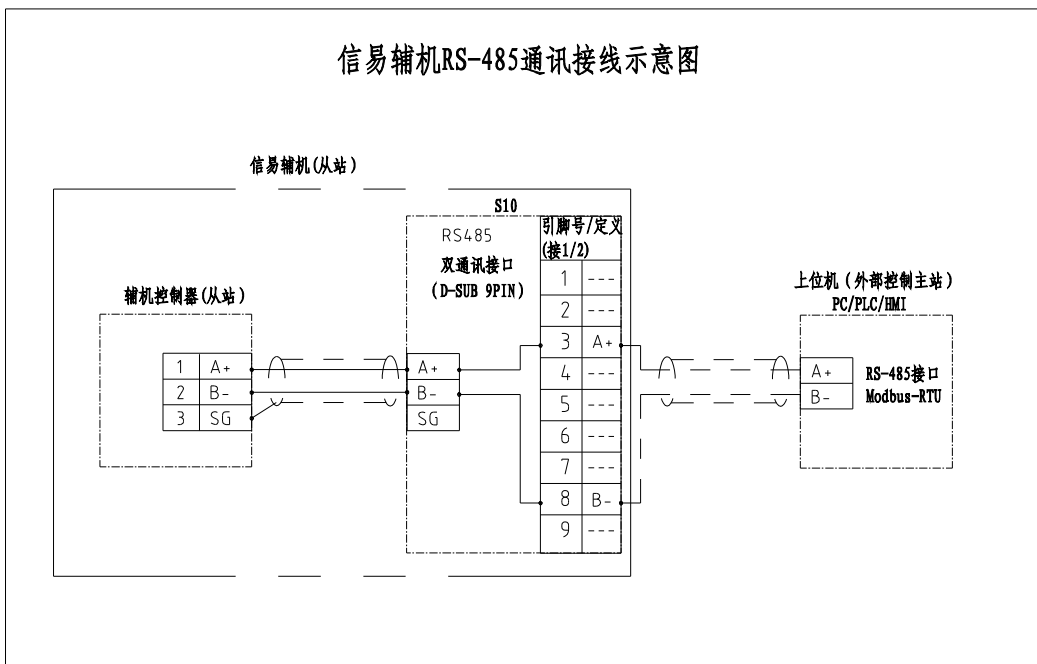 信易辅机RS-485通讯接线示意图
信易辅机(从站)
S10
RS485
双通讯接口
(D-SUB 9PIN)
引脚号/定义
(接1/2)
1 ---
2 ---
3 A+
4 ---
5 ---
6 ---
7 ---
8 B-
9 ---
辅机控制器(从站)
1 A+
2 B-
3 SG
A+
B-
SG
上位机(外部控制主站)
PC/PLC/HMI
A+
B-
RS-485接口
Modbus-RTU